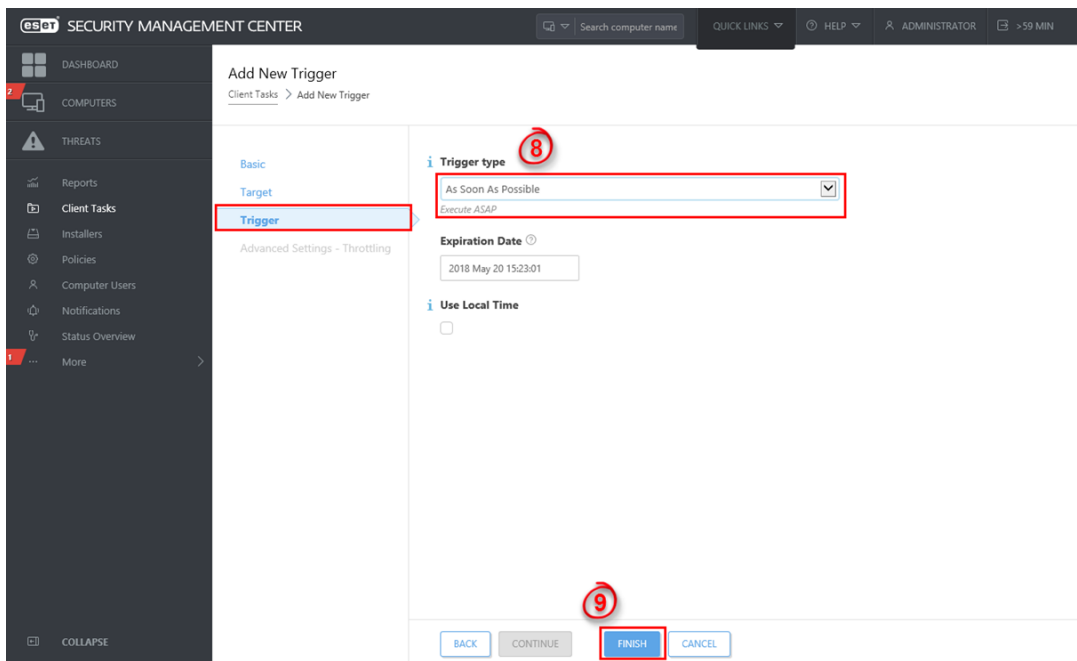 eset SECURITY MANAGEMENT CENTER
Search computer name
QUICK LINKS
HELP
ADMINISTRATOR
>59 MIN
DASHBOARD
2
COMPUTERS
THREATS
Reports
Client Tasks
Installers
Policies
Computer Users
Notifications
Status Overview
1
... More
COLLAPSE
Add New Trigger
Client Tasks > Add New Trigger
Basic
Target
Trigger
Advanced Settings - Throttling
8
Trigger type
As Soon As Possible
Execute ASAP
Expiration Date
2018 May 20 15:23:01
Use Local Time
9
BACK
CONTINUE
FINISH
CANCEL